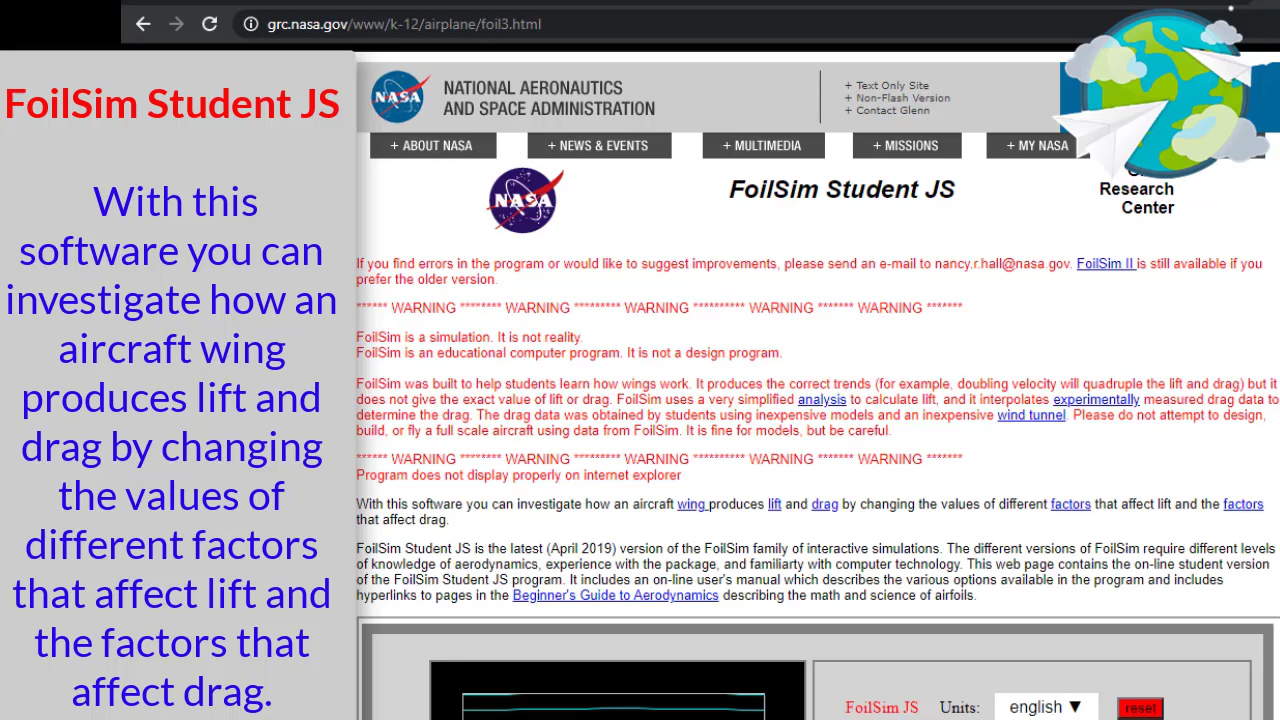 grc.nasa.gov/www/k-12/airplane/foil3.html
FoilSim Student JS
With this
software you can
investigate how an
aircraft wing
produces lift and
drag by changing
the values of
different factors
that affect lift and
the factors that
affect drag.
NASA
NATIONAL AERONAUTICS
AND SPACE ADMINISTRATION
+ Text Only Site
+ Non-Flash Version
+ Contact Glenn
+ ABOUT NASA
+ NEWS & EVENTS
+ MULTIMEDIA
+ MISSIONS
+ MY NASA
NASA
FoilSim Student JS
Research
Center
If you find errors in the program or would like to suggest improvements, please send an e-mail to nancy.r.hall@nasa.gov. FoilSim II is still available if you
prefer the older version.
****** WARNING ******** WARNING ********* WARNING ********** WARNING ******* WARNING *******
FoilSim is a simulation. It is not reality.
FoilSim is an educational computer program. It is not a design program.
FoilSim was built to help students learn how wings work. It produces the correct trends (for example, doubling velocity will quadruple the lift and drag) but it
does not give the exact value of lift or drag. FoilSim uses a very simplified analysis to calculate lift, and it interpolates experimentally measured drag data to
determine the drag. The drag data was obtained by students using inexpensive models and an inexpensive wind tunnel. Please do not attempt to design,
build, or fly a full scale aircraft using data from FoilSim. It is fine for models, but be careful.
****** WARNING ******** WARNING ********* WARNING ********** WARNING ******* WARNING *******
Program does not display properly on internet explorer
With this software you can investigate how an aircraft wing produces lift and drag by changing the values of different factors that affect lift and the factors
that affect drag.
FoilSim Student JS is the latest (April 2019) version of the FoilSim family of interactive simulations. The different versions of FoilSim require different levels
of knowledge of aerodynamics, experience with the package, and familiarty with computer technology. This web page contains the on-line student version
of the FoilSim Student JS program. It includes an on-line user's manual which describes the various options available in the program and includes
hyperlinks to pages in the Beginner's Guide to Aerodynamics describing the math and science of airfoils.
FoilSim JS Units: english ▼ reset